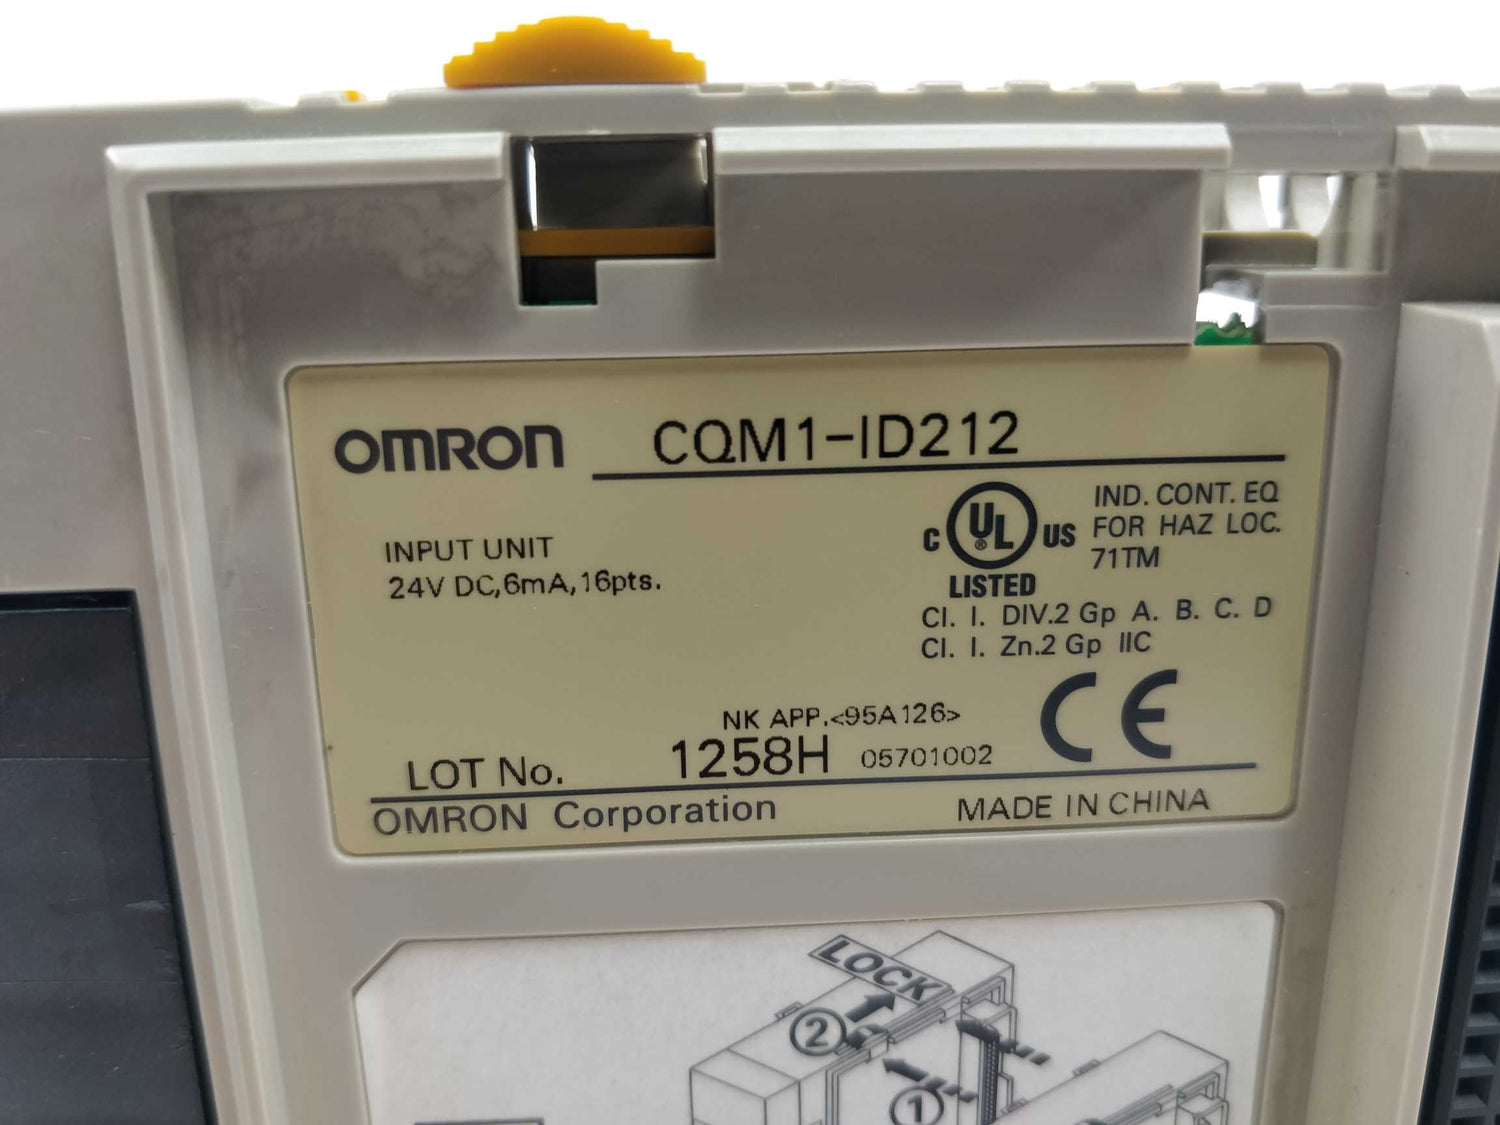 OMRON CQM1-ID212
INPUT UNIT
24V DC,6mA,16pts.
C UL ® US
LISTED
IND. CONT. EQ
FOR HAZ LOC.
71TM
Cl. I. DIV.2 Gp A. B. C. D
Cl. I. Zn.2 Gp IIC
NK APP.<95A126>
LOT No. 1258H 05701002
CE
OMRON Corporation MADE IN CHINA
LOCK
2
1